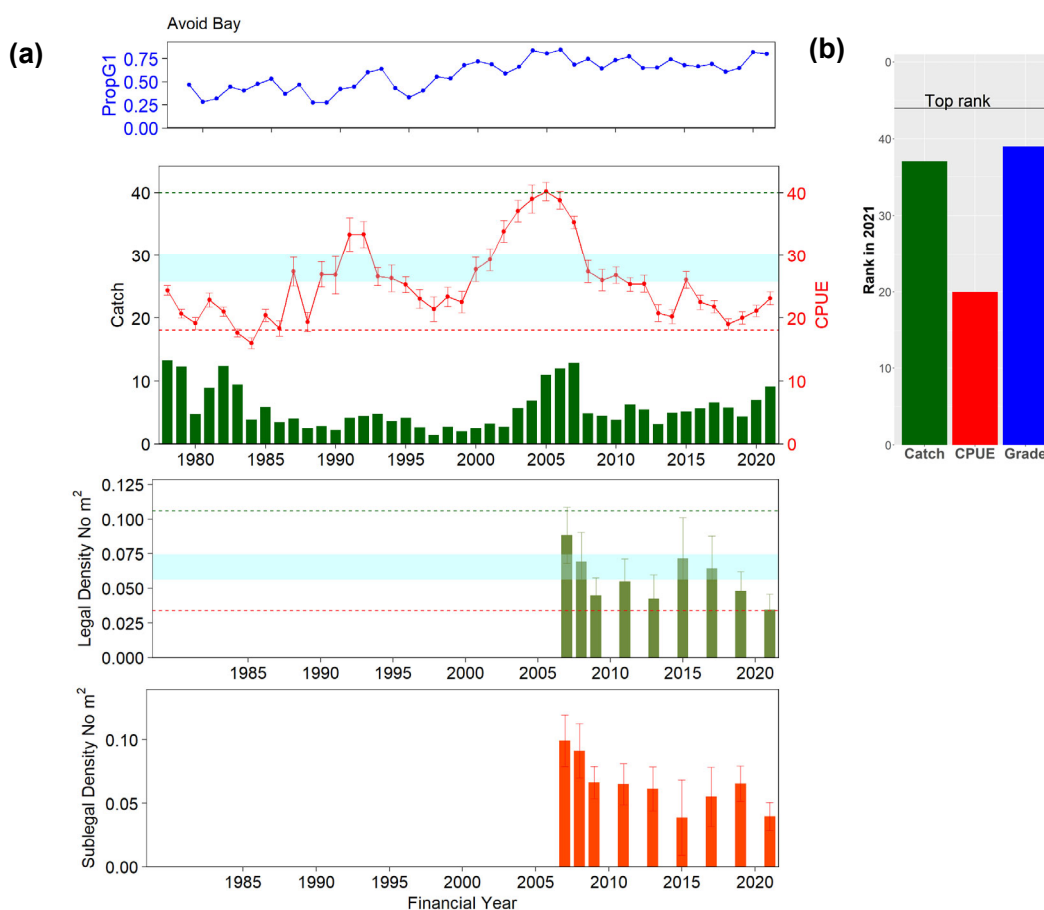 Avoid Bay
(a)
(b)
PropG1
0.75
0.50
0.25
0.00
Catch
40
30
20
10
0
CPUE
40
30
20
10
0
1980 1985 1990 1995 2000 2005 2010 2015 2020
Legal Density No m²
0.125
0.100
0.075
0.050
0.025
0.000
1985 1990 1995 2000 2005 2010 2015 2020
Sublegal Density No m²
0.10
0.05
0.00
1985 1990 1995 2000 2005 2010 2015 2020
Financial Year
Rank in 2021
0
Top rank
40
30
20
10
0
Catch CPUE Grade